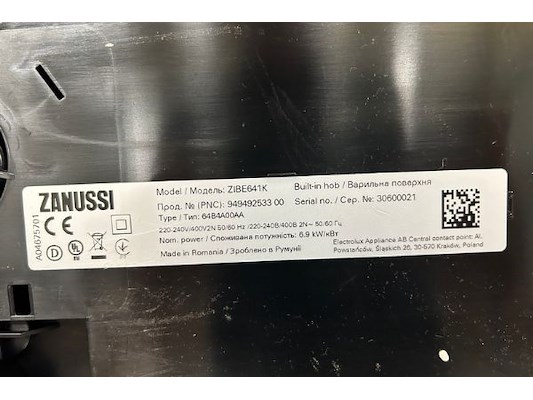 ZANUSSI
CE
D
A04675701
Model / Модель: ZIBE641K
Built-in hob / Варильна поверхня
Прод. № (PNC): 949492533 00
Serial no. / Сер. №: 30600021
Type / Тип: 64B4A00AA
220-240V/400V2N 50/60 Hz /220-240В/400В 2N~ 50/60 Гц
Nom. power / Споживана потужність: 6.9 kW/кВт
Made in Romania / Зроблено в Румунії
Electrolux Appliance AB Central contact point: Al.
Powstańców, Śląskich 26, 30-570 Kraków, Poland